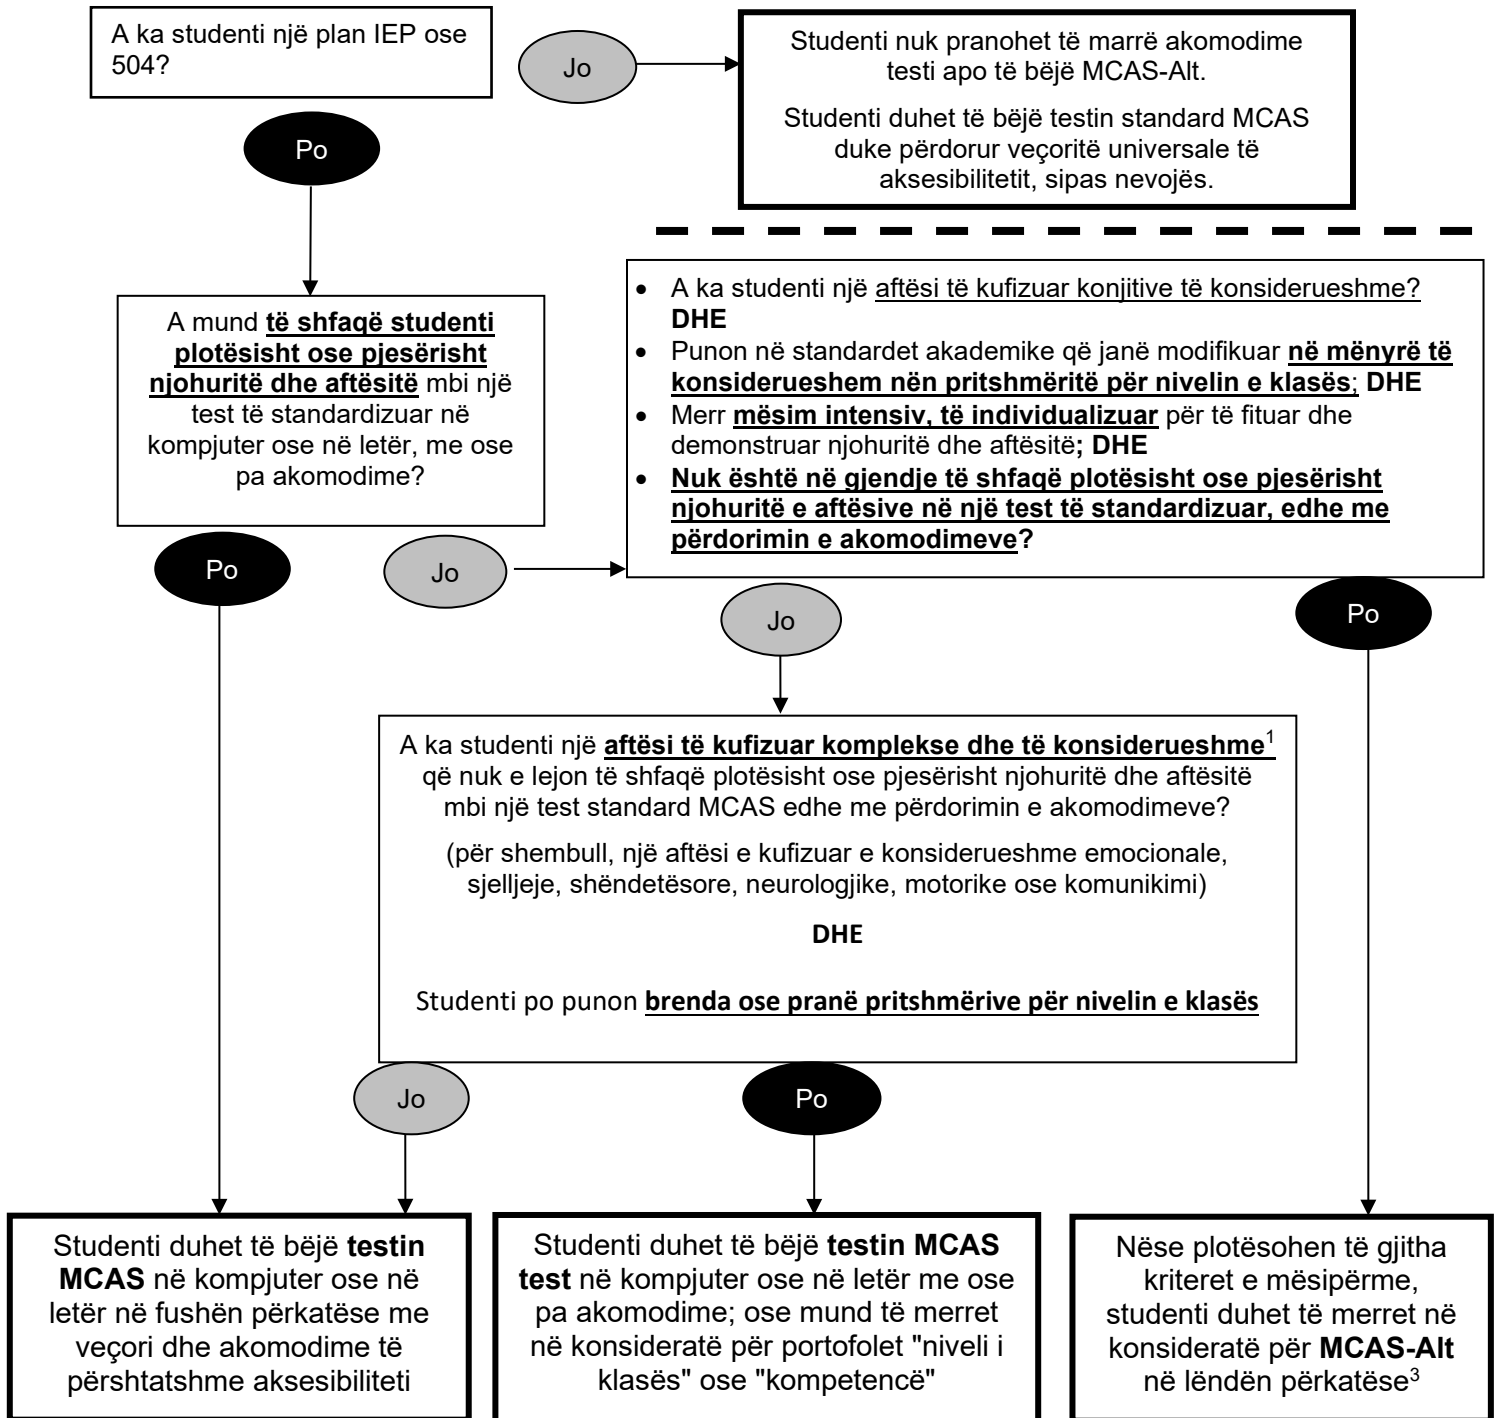 A ka studenti një plan IEP ose
504?
Jo
Studenti nuk pranohet të marrë akomodime
testi apo të bëjë MCAS-Alt.
Studenti duhet të bëjë testin standard MCAS
duke përdorur veçoritë universale të
aksesibilitetit, sipas nevojës.
Po
A mund të shfaqë studenti
plotësisht ose pjesërisht
njohuritë dhe aftësitë mbi një
test të standardizuar në
kompjuter ose në letër, me ose
pa akomodime?
• A ka studenti një aftësi të kufizuar konjitive të konsiderueshme?
DHE
• Punon në standardet akademike që janë modifikuar në mënyrë të
konsiderueshem nën pritshmëritë për nivelin e klasës; DHE
• Merr mësim intensiv, të individualizuar për të fituar dhe
demonstruar njohuritë dhe aftësitë; DHE
• Nuk është në gjendje të shfaqë plotësisht ose pjesërisht
njohuritë e aftësive në një test të standardizuar, edhe me
përdorimin e akomodimeve?
Po
Jo
Jo
Po
A ka studenti një aftësi të kufizuar komplekse dhe të konsiderueshme1
që nuk e lejon të shfaqë plotësisht ose pjesërisht njohuritë dhe aftësitë
mbi një test standard MCAS edhe me përdorimin e akomodimeve?
(për shembull, një aftësi e kufizuar e konsiderueshme emocionale,
sjelljeje, shëndetësore, neurologjike, motorike ose komunikimi)
DHE
Studenti po punon brenda ose pranë pritshmërive për nivelin e klasës
Jo
Po
Studenti duhet të bëjë testin
MCAS në kompjuter ose në
letër në fushën përkatëse me
veçori dhe akomodime të
përshtatshme aksesibiliteti
Studenti duhet të bëjë testin MCAS
test në kompjuter ose në letër me ose
pa akomodime; ose mund të merret
në konsideratë për portofolet "niveli i
klasës" ose "kompetencë"
Nëse plotësohen të gjitha
kriteret e mësipërme,
studenti duhet të merret në
konsideratë për MCAS-Alt
në lëndën përkatëse3